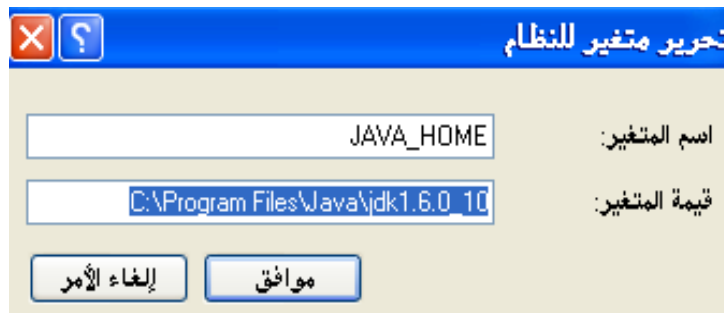 تحرير متغير للنظام
اسم المتغير: JAVA_HOME
قيمة المتغير: C:\Program Files\Java\jdk1.6.0_10
موافق إلغاء الأمر